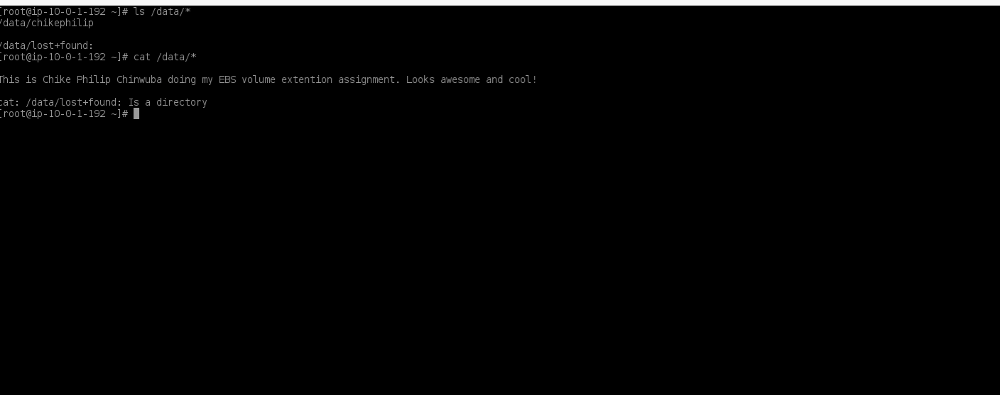 [root@ip-10-0-1-192 ~]# ls /data/*
/data/chikephilip
/data/lost+found:
[root@ip-10-0-1-192 ~]# cat /data/*
This is Chike Philip Chinwuba doing my EBS volume extention assignment. Looks awesome and cool!
cat: /data/lost+found: Is a directory
[root@ip-10-0-1-192 ~]#